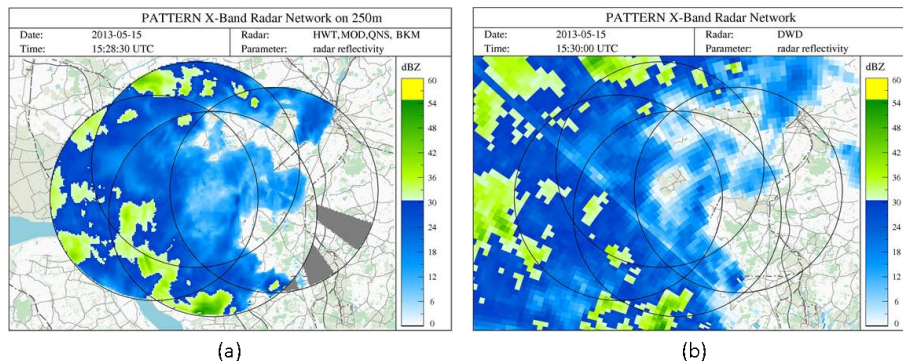 PATTERN X-Band Radar Network on 250m
Date: 2013-05-15 Radar: HWT,MOD,QNS, BKM
Time: 15:28:30 UTC Parameter: radar reflectivity
dBZ
60
54
48
42
36
30
24
18
12
6
0
(a)
PATTERN X-Band Radar Network
Date: 2013-05-15 Radar: DWD
Time: 15:30:00 UTC Parameter: radar reflectivity
dBZ
60
54
48
42
36
30
24
18
12
6
0
(b)